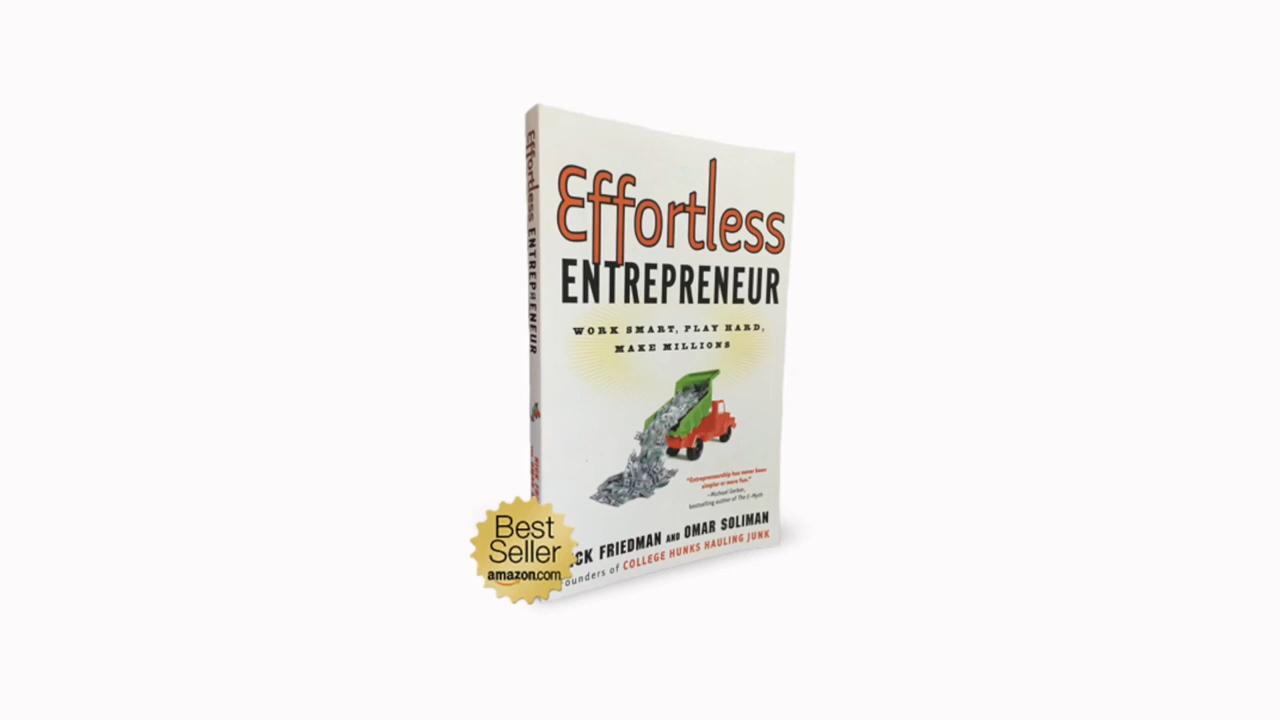 Effortless
ENTREPRENEUR
WORK SMART, PLAY HARD,
MAKE MILLIONS
"Entrepreneurship has never been
simpler or more fun."
—Michael Gerber,
bestselling author of The E-Myth
FRIEDMAN AND OMAR SOLIMAN
ounders of COLLEGE HUNKS HAULING JUNK
Effortless ENTREPRENEUR
Best
Seller
amazon.com